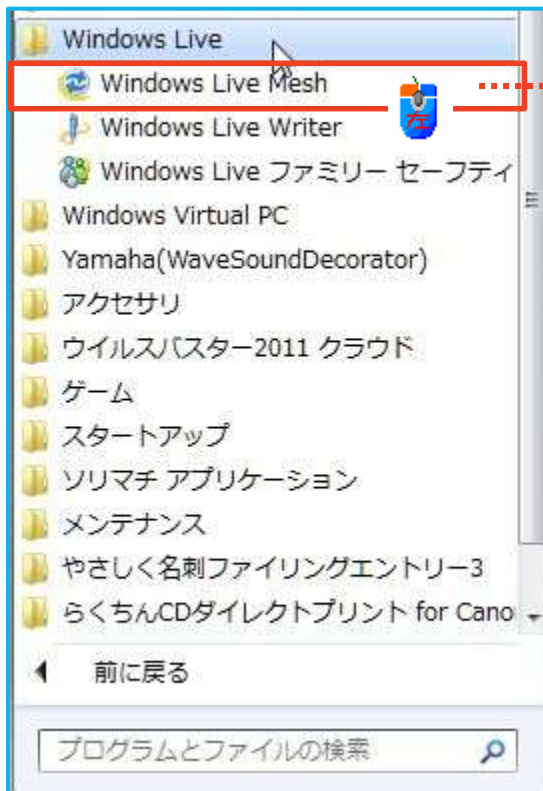 Windows Live
Windows Live Mesh
左
Windows Live Writer
Windows Live ファミリー セーフティ
Windows Virtual PC
Yamaha(WaveSoundDecorator)
アクセサリ
ウイルスバスター2011 クラウド
ゲーム
スタートアップ
ソリマチ アプリケーション
メンテナンス
やさしく名刺ファイリングエントリー3
らくちんCDダイレクトプリント for Cano
前に戻る
プログラムとファイルの検索